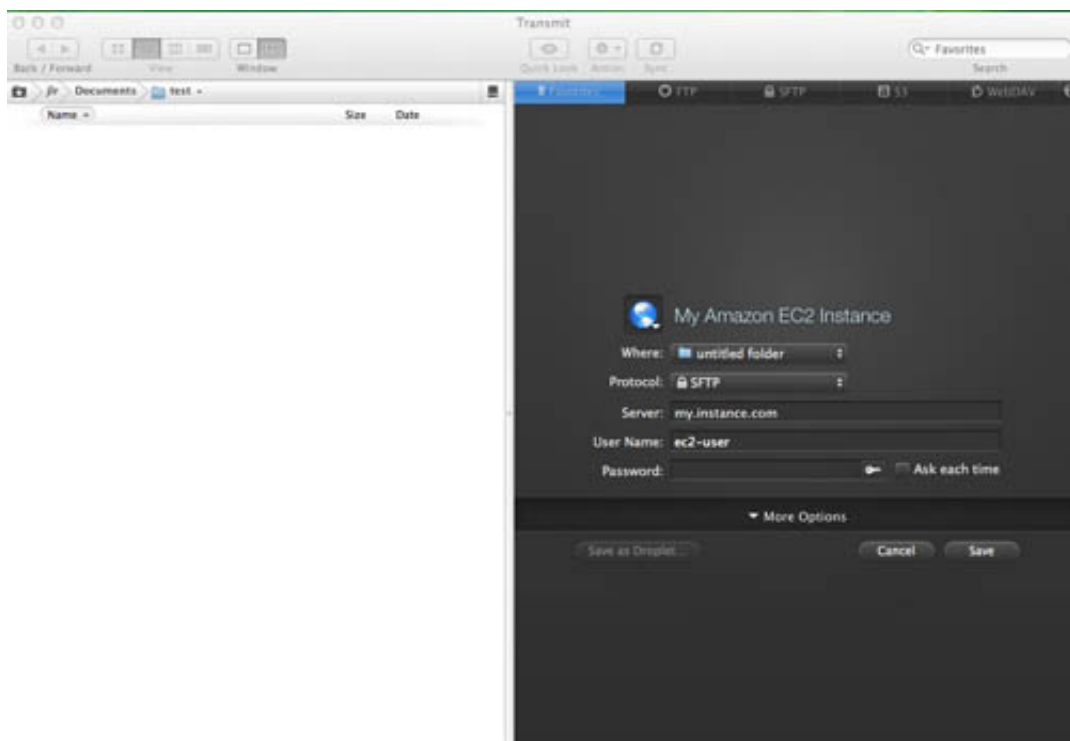 Transmit
Back / Forward
View
Window
Quick Look
Action
Sync
Favorites
Search
jlr
Documents
test
Favorites
FTP
SFTP
S3
WebDAV
Name
Size
Date
My Amazon EC2 Instance
Where: untitled folder
Protocol: SFTP
Server: my.instance.com
User Name: ec2-user
Password:
Ask each time
More Options
Save as Droplet...
Cancel
Save